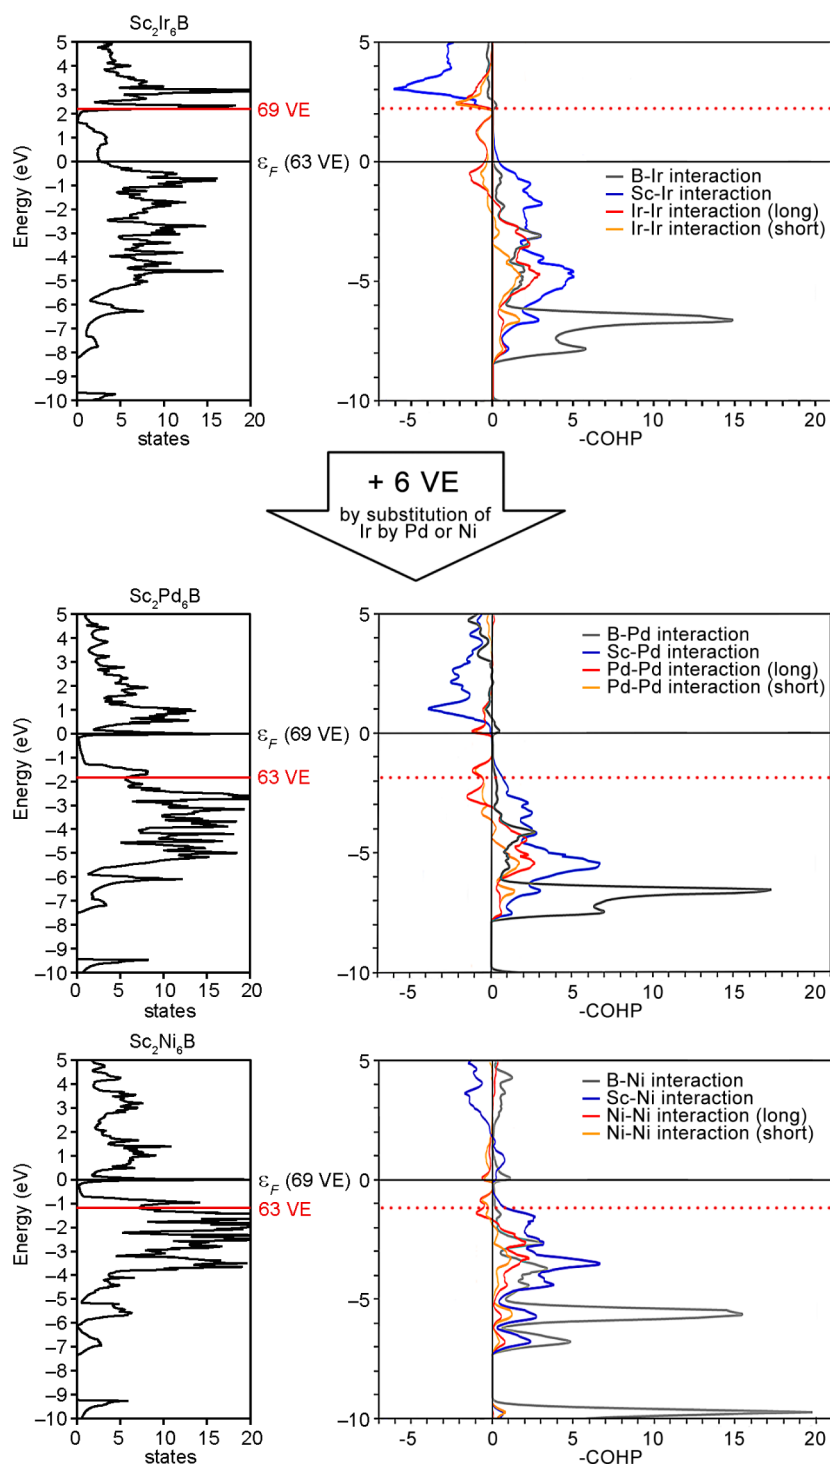 Sc2Ir6B
5
4
3
2
1
0
–1
–2
–3
–4
–5
–6
–7
–8
–9
–10
Energy (eV)
69 VE
εF (63 VE)
0 5 10 15 20
states
5
0
−5
−10
B-Ir interaction
Sc-Ir interaction
Ir-Ir interaction (long)
Ir-Ir interaction (short)
-5 0 5 10 15 20
-COHP
+ 6 VE
by substitution of
Ir by Pd or Ni
Sc2Pd6B
5
4
3
2
1
0
–1
–2
–3
–4
–5
–6
–7
–8
–9
–10
Energy (eV)
εF (69 VE)
63 VE
0 5 10 15 20
states
5
0
−5
−10
B-Pd interaction
Sc-Pd interaction
Pd-Pd interaction (long)
Pd-Pd interaction (short)
-5 0 5 10 15 20
-COHP
Sc2Ni6B
5
4
3
2
1
0
–1
–2
–3
–4
–5
–6
–7
–8
–9
–10
Energy (eV)
εF (69 VE)
63 VE
0 5 10 15 20
states
5
0
−5
−10
B-Ni interaction
Sc-Ni interaction
Ni-Ni interaction (long)
Ni-Ni interaction (short)
-5 0 5 10 15 20
-COHP